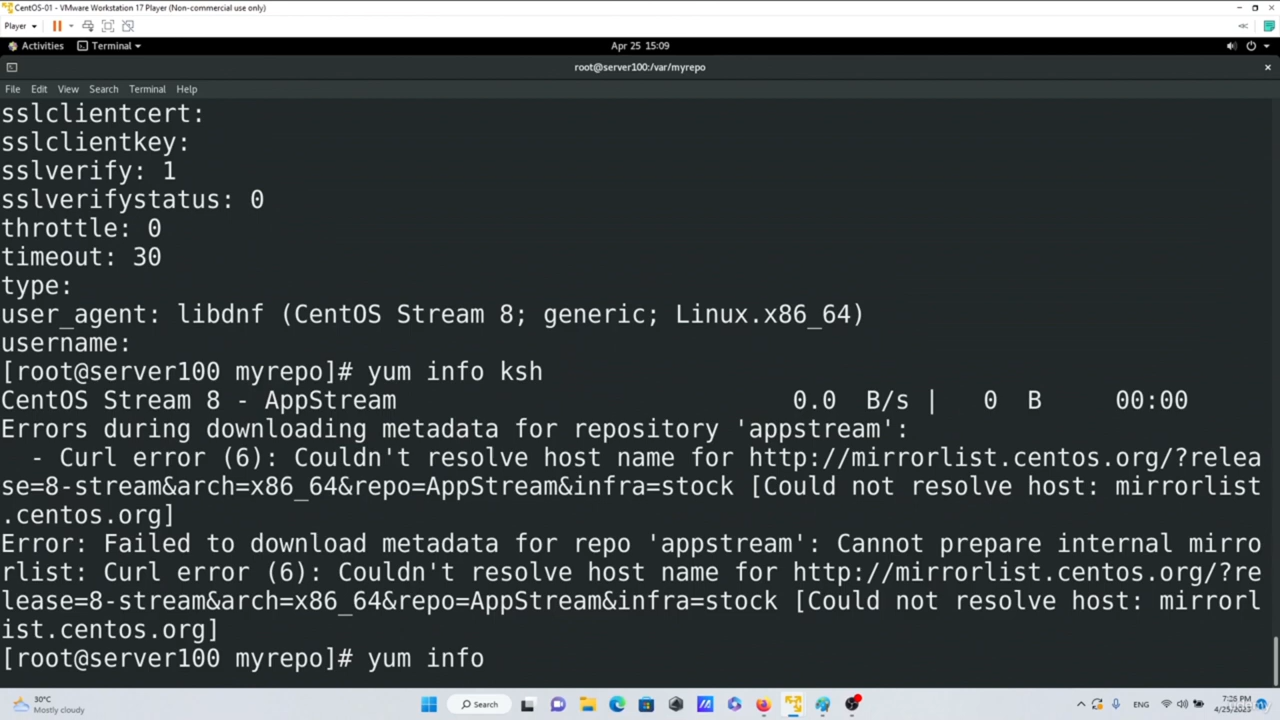 CentOS-01 - VMware Workstation 17 Player (Non-commercial use only)
Player
Activities Terminal Apr 25 15:09
root@server100:/var/myrepo
File Edit View Search Terminal Help
sslclientcert:
sslclientkey:
sslverify: 1
sslverifystatus: 0
throttle: 0
timeout: 30
type:
user_agent: libdnf (CentOS Stream 8; generic; Linux.x86_64)
username:
[root@server100 myrepo]# yum info ksh
CentOS Stream 8 - AppStream 0.0 B/s | 0 B 00:00
Errors during downloading metadata for repository 'appstream':
- Curl error (6): Couldn't resolve host name for http://mirrorlist.centos.org/?relea
se=8-stream&arch=x86_64&repo=AppStream&infra=stock [Could not resolve host: mirrorlist
.centos.org]
Error: Failed to download metadata for repo 'appstream': Cannot prepare internal mirro
rlist: Curl error (6): Couldn't resolve host name for http://mirrorlist.centos.org/?re
lease=8-stream&arch=x86_64&repo=AppStream&infra=stock [Could not resolve host: mirrorl
ist.centos.org]
[root@server100 myrepo]# yum info
30°C
Mostly cloudy
Search
ENG
7:25 PM
4/25/2023